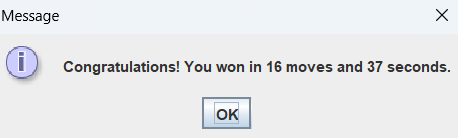 Message
Congratulations! You won in 16 moves and 37 seconds.
OK